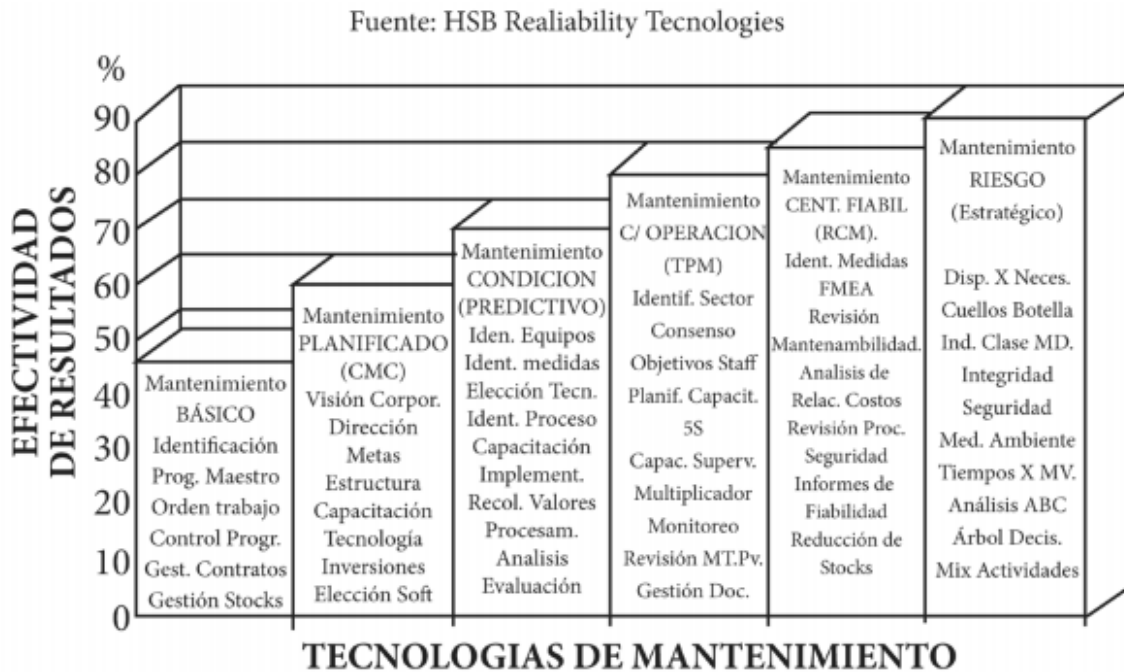 Fuente: HSB Realiability Tecnologies
%
90
80
70
60
50
40
30
20
10
0
EFECTIVIDAD
DE RESULTADOS
Mantenimiento
BÁSICO
Identificación
Prog. Maestro
Orden trabajo
Control Progr.
Gest. Contratos
Gestión Stocks
Mantenimiento
PLANIFICADO
(CMC)
Visión Corpor.
Dirección
Metas
Estructura
Capacitación
Tecnología
Inversiones
Elección Soft
Mantenimiento
CONDICION
(PREDICTIVO)
Iden. Equipos
Ident. medidas
Elección Tecn.
Ident. Proceso
Capacitación
Implement.
Recol. Valores
Procesam.
Analisis
Evaluación
Mantenimiento
C/ OPERACION
(TPM)
Identif. Sector
Consenso
Objetivos Staff
Planif. Capacit.
5S
Capac. Superv.
Multiplicador
Monitoreo
Revisión MT.Pv.
Gestión Doc.
Mantenimiento
CENT. FIABIL
(RCM).
Ident. Medidas
FMEA
Revisión
Mantenambilidad.
Analisis de
Relac. Costos
Revisión Proc.
Seguridad
Informes de
Fiabilidad
Reducción de
Stocks
Mantenimiento
RIESGO
(Estratégico)
Disp. X Neces.
Cuellos Botella
Ind. Clase MD.
Integridad
Seguridad
Med. Ambiente
Tiempos X MV.
Análisis ABC
Árbol Decis.
Mix Actividades
TECNOLOGIAS DE MANTENIMIENTO